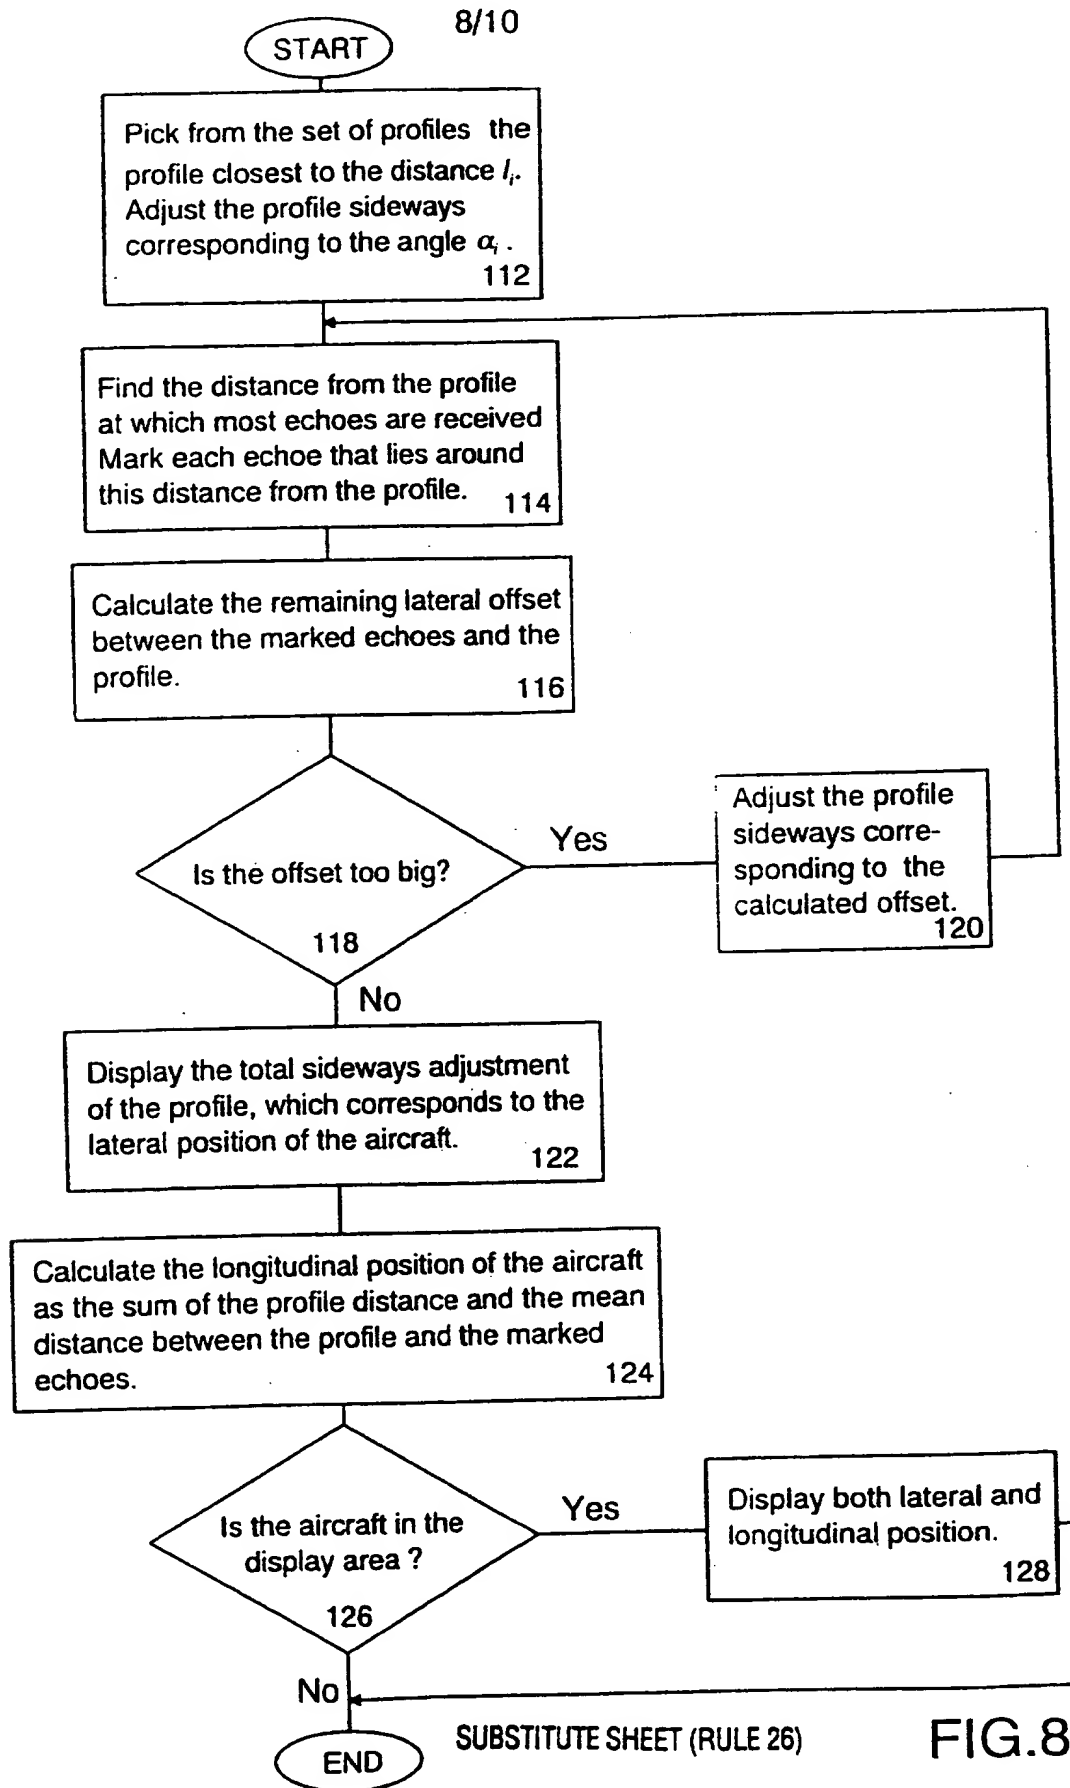 8/10
START
Pick from the set of profiles the
profile closest to the distance lᵢ.
Adjust the profile sideways
corresponding to the angle αᵢ.
112
Find the distance from the profile
at which most echoes are received
Mark each echoe that lies around
this distance from the profile.
114
Calculate the remaining lateral offset
between the marked echoes and the
profile.
116
Is the offset too big?
118
Yes
Adjust the profile
sideways corre-
sponding to the
calculated offset.
120
No
Display the total sideways adjustment
of the profile, which corresponds to the
lateral position of the aircraft.
122
Calculate the longitudinal position of the aircraft
as the sum of the profile distance and the mean
distance between the profile and the marked
echoes.
124
Is the aircraft in the
display area ?
126
Yes
Display both lateral and
longitudinal position.
128
No
END
SUBSTITUTE SHEET (RULE 26)
FIG.8